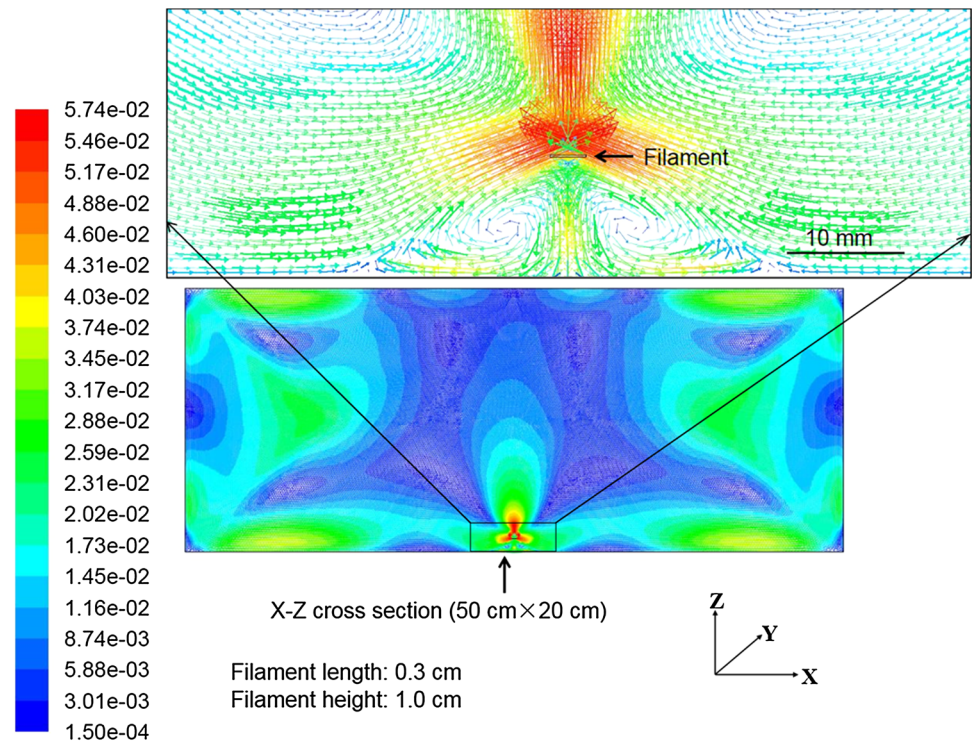 Filament
10 mm
5.74e-02
5.46e-02
5.17e-02
4.88e-02
4.60e-02
4.31e-02
4.03e-02
3.74e-02
3.45e-02
3.17e-02
2.88e-02
2.59e-02
2.31e-02
2.02e-02
1.73e-02
1.45e-02
1.16e-02
8.74e-03
5.88e-03
3.01e-03
1.50e-04
X-Z cross section (50 cm×20 cm)
Filament length: 0.3 cm
Filament height: 1.0 cm
Z
Y
X